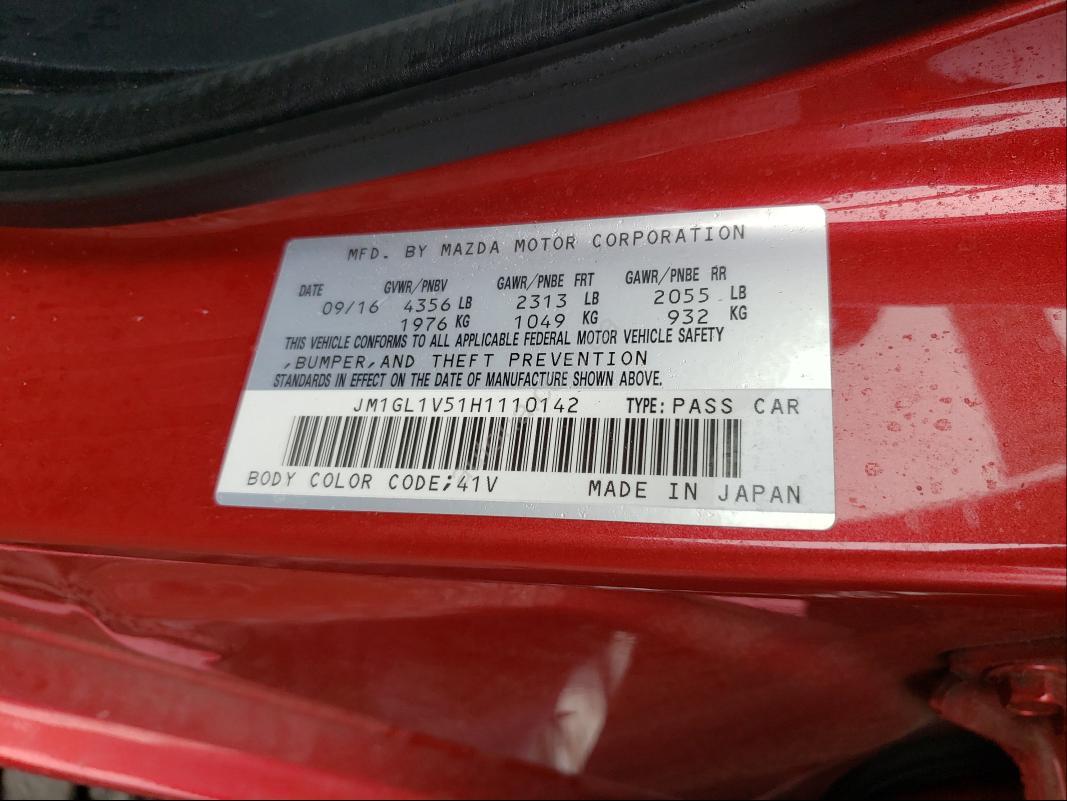 MFD. BY MAZDA MOTOR CORPORATION
DATE GVWR/PNBV GAWR/PNBE FRT GAWR/PNBE RR
09/16 4356 LB 2313 LB 2055 LB
1976 KG 1049 KG 932 KG
THIS VEHICLE CONFORMS TO ALL APPLICABLE FEDERAL MOTOR VEHICLE SAFETY
,BUMPER,AND THEFT PREVENTION
STANDARDS IN EFFECT ON THE DATE OF MANUFACTURE SHOWN ABOVE.
JM1GL1V51H1110142 TYPE: PASS CAR
BODY COLOR CODE;41V MADE IN JAPAN